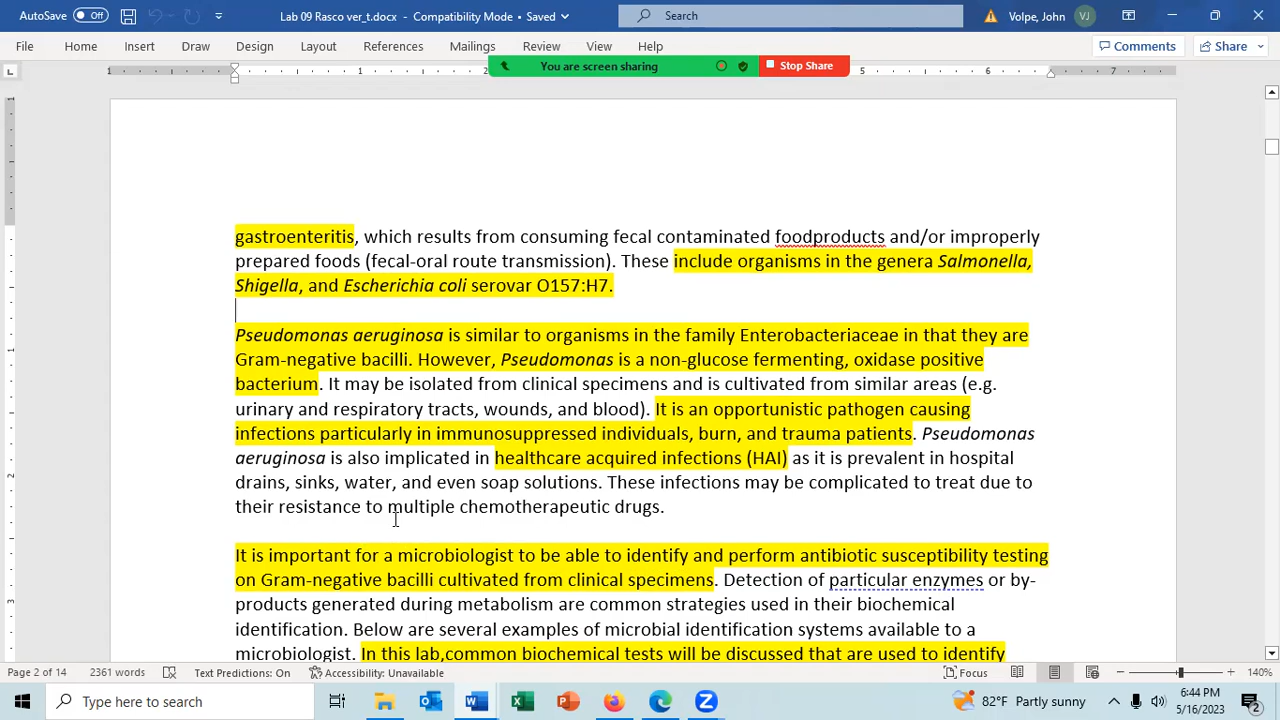 AutoSave Off Lab 09 Rasco ver_t.docx - Compatibility Mode • Saved Search Volpe, John VJ
File Home Insert Draw Design Layout References Mailings Review View Help Comments Share
You are screen sharing Stop Share
gastroenteritis, which results from consuming fecal contaminated foodproducts and/or improperly
prepared foods (fecal-oral route transmission). These include organisms in the genera Salmonella,
Shigella, and Escherichia coli serovar O157:H7.
Pseudomonas aeruginosa is similar to organisms in the family Enterobacteriaceae in that they are
Gram-negative bacilli. However, Pseudomonas is a non-glucose fermenting, oxidase positive
bacterium. It may be isolated from clinical specimens and is cultivated from similar areas (e.g.
urinary and respiratory tracts, wounds, and blood). It is an opportunistic pathogen causing
infections particularly in immunosuppressed individuals, burn, and trauma patients. Pseudomonas
aeruginosa is also implicated in healthcare acquired infections (HAI) as it is prevalent in hospital
drains, sinks, water, and even soap solutions. These infections may be complicated to treat due to
their resistance to multiple chemotherapeutic drugs.
It is important for a microbiologist to be able to identify and perform antibiotic susceptibility testing
on Gram-negative bacilli cultivated from clinical specimens. Detection of particular enzymes or by-
products generated during metabolism are common strategies used in their biochemical
identification. Below are several examples of microbial identification systems available to a
microbiologist. In this lab,common biochemical tests will be discussed that are used to identify
Page 2 of 14 2361 words Text Predictions: On Accessibility: Unavailable Focus 140%
Type here to search 82°F Partly sunny 6:44 PM
5/16/2023 2